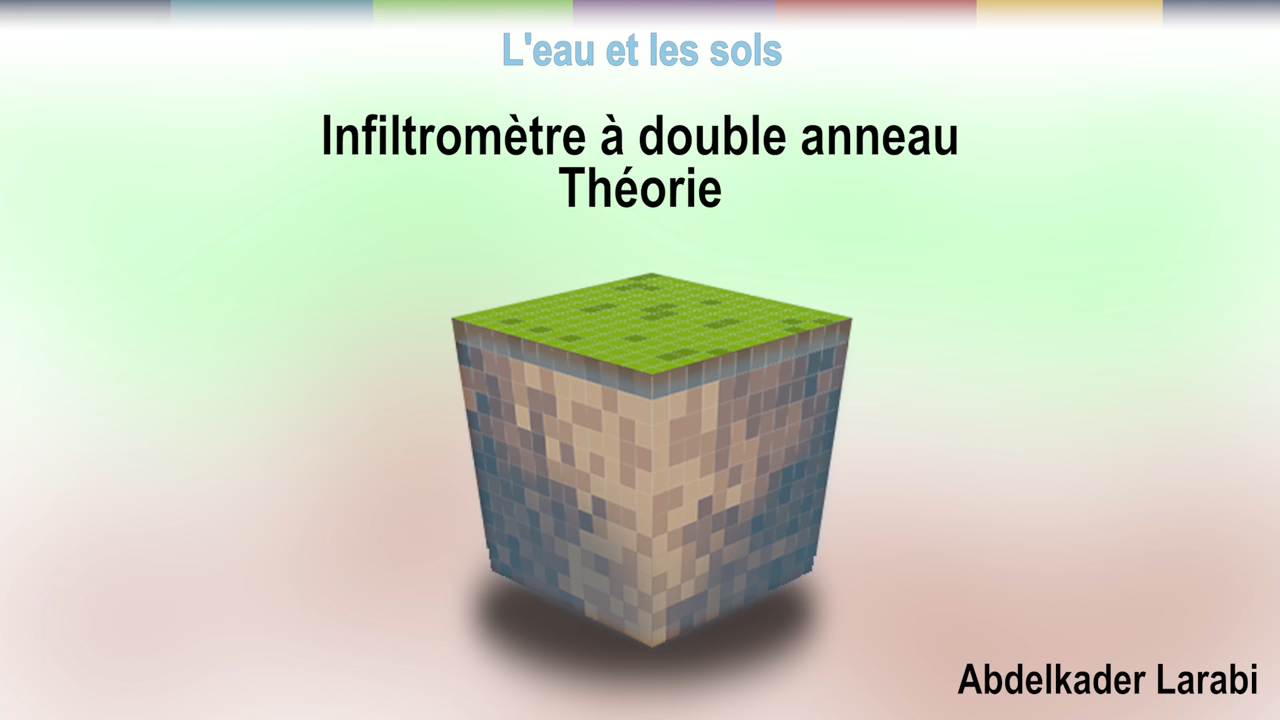 L'eau et les sols
Infiltromètre à double anneau
Théorie
Abdelkader Larabi